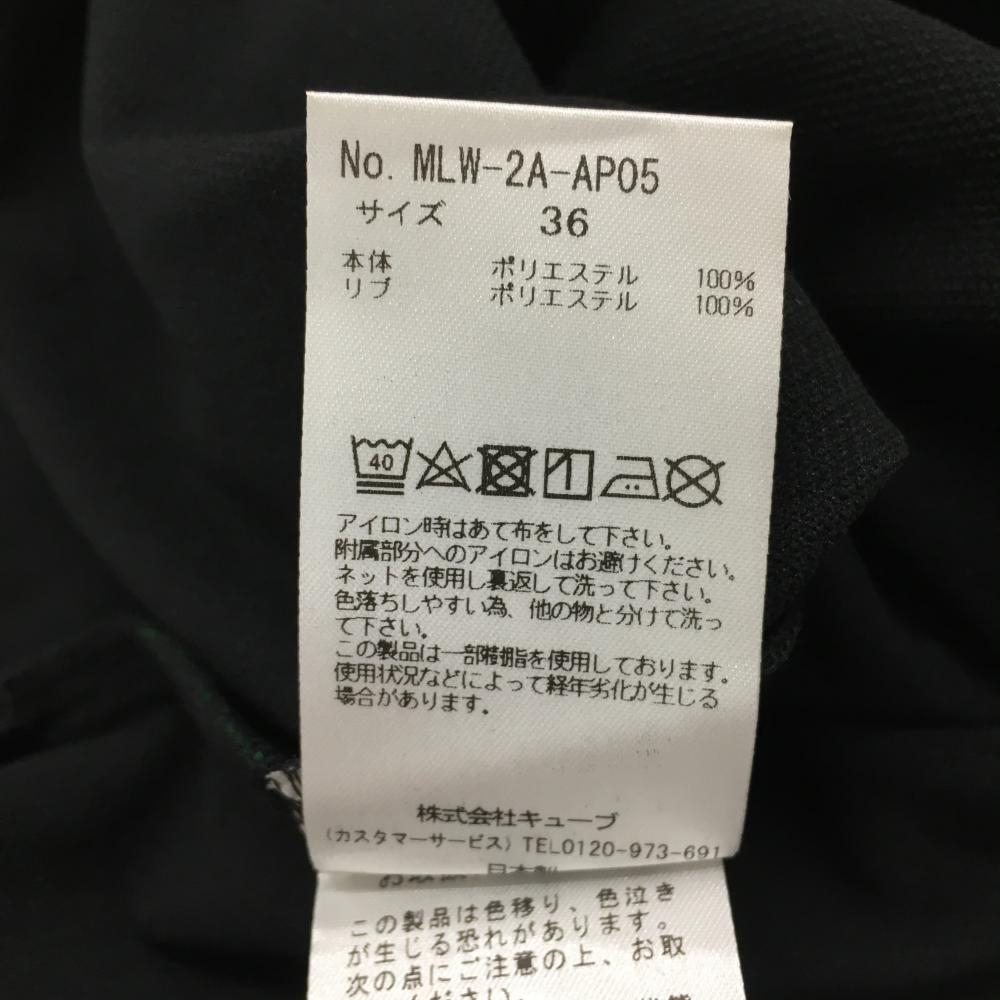 No. MLW-2A-AP05
サイズ 36
本体 ポリエステル 100%
リブ ポリエステル 100%
40
アイロン時はあて布をして下さい。
附属部分へのアイロンはお避けください。
ネットを使用し裏返して洗って下さい。
色落ちしやすい為、他の物と分けて洗っ
て下さい。
この製品は一部樹脂を使用しております。
使用状況などによって経年劣化が生じる
場合があります。
株式会社キューブ
(カスタマーサービス) TEL0120-973-691
この製品は色移り、色泣き
が生じる恐れがあります。
次の点にご注意の上、お取